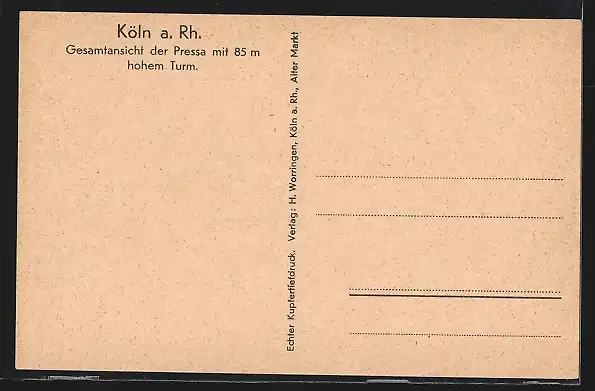 Köln a. Rh.
Gesamtansicht der Pressa mit 85 m
hohem Turm.
Echter Kupfertiefdruck. Verlag: H. Worringen, Köln a. Rh., Alter Markt